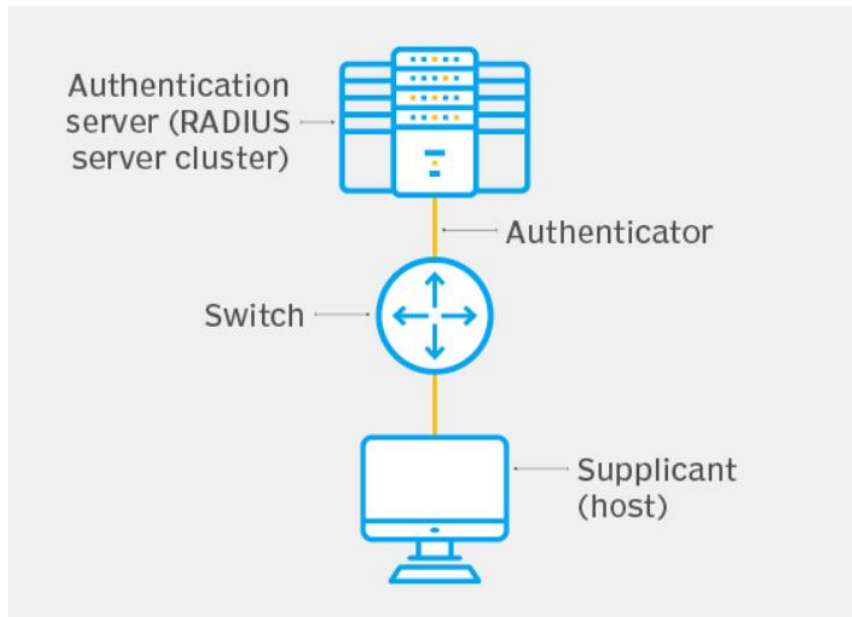 Authentication
server (RADIUS
server cluster)
Authenticator
Switch
Supplicant
(host)